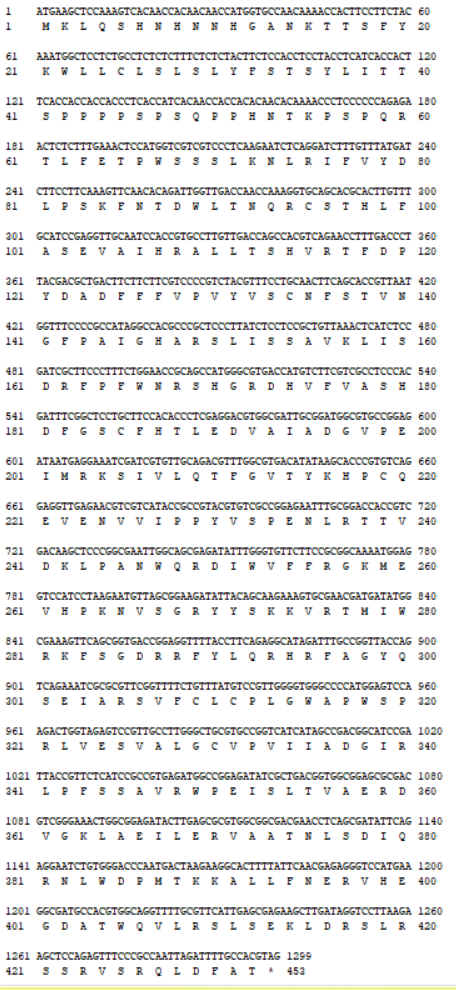 1 ATGAAGCTCCAAAGTCACAACCACAACAACCATGGTGCCAACAAAACCACTTCCTTCTAC 60
1 M K L Q S H N H N N H G A N K T T S F Y 20
61 AAATGGCTCCTCTGCCTCTCTCTTTCTCTCTACTTCTCCACCTCCTACCTCATCACCACT 120
21 K W L L C L S L S L Y F S T S Y L I T T 40
121 TCACCACCACCACCCTCACCATCACAACCACCACACAACACAAAACCCTCCCCCCAGAGA 180
41 S P P P P S P S Q P P H N T K P S P Q R 60
181 ACTCTCTTTGAAACTCCATGGTCGTCGTCCCTCAAGAATCTCAGGATCTTTGTTTATGAT 240
61 T L F E T P W S S S L K N L R I F V Y D 80
241 CTTCCTTCAAAGTTCAACACAGATTGGTTGACCAACCAAAGGTGCAGCACGCACTTGTTT 300
81 L P S K F N T D W L T N Q R C S T H L F 100
301 GCATCCGAGGTTGCAATCCACCGTGCCTTGTTGACCAGCCACGTCAGAACCTTTGACCCT 360
101 A S E V A I H R A L L T S H V R T F D P 120
361 TACGACGCTGACTTCTTCTTCGTCCCCGTCTACGTTTCCTGCAACTTCAGCACCGTTAAT 420
121 Y D A D F F F V P V Y V S C N F S T V N 140
421 GGTTTCCCCGCCATAGGCCACGCCCGCTCCCTTATCTCCTCCGCTGTTAAACTCATCTCC 480
141 G F P A I G H A R S L I S S A V K L I S 160
481 GATCGCTTCCCTTTCTGGAACCGCAGCCATGGGCGTGACCATGTCTTCGTCGCCTCCCAC 540
161 D R F P F W N R S H G R D H V F V A S H 180
541 GATTTCGGCTCCTGCTTCCACACCCTCGAGGACGTGGCGATTGCGGATGGCGTGCCGGAG 600
181 D F G S C F H T L E D V A I A D G V P E 200
601 ATAATGAGGAAATCGATCGTGTTGCAGACGTTTGGCGTGACATATAAGCACCCGTGTCAG 660
201 I M R K S I V L Q T F G V T Y K H P C Q 220
661 GAGGTTGAGAACGTCGTCATACCGCCGTACGTGTCGCCGGAGAATTTGCGGACCACCGTC 720
221 E V E N V V I P P Y V S P E N L R T T V 240
721 GACAAGCTCCCGGCGAATTGGCAGCGAGATATTTGGGTGTTCTTCCGCGGCAAAATGGAG 780
241 D K L P A N W Q R D I W V F F R G K M E 260
781 GTCCATCCTAAGAATGTTAGCGGAAGATATTACAGCAAGAAAGTGCGAACGATGATATGG 840
261 V H P K N V S G R Y Y S K K V R T M I W 280
841 CGAAAGTTCAGCGGTGACCGGAGGTTTTACCTTCAGAGGCATAGATTTGCCGGTTACCAG 900
281 R K F S G D R R F Y L Q R H R F A G Y Q 300
901 TCAGAAATCGCGCGTTCGGTTTTCTGTTTATGTCCGTTGGGGTGGGCCCCATGGAGTCCA 960
301 S E I A R S V F C L C P L G W A P W S P 320
961 AGACTGGTAGAGTCCGTTGCCTTGGGCTGCGTGCCGGTCATCATAGCCGACGGCATCCGA 1020
321 R L V E S V A L G C V P V I I A D G I R 340
1021 TTACCGTTCTCATCCGCCGTGAGATGGCCGGAGATATCGCTGACGGTGGCGGAGCGCGAC 1080
341 L P F S S A V R W P E I S L T V A E R D 360
1081 GTCGGGAAACTGGCGGAGATACTTGAGCGCGTGGCGGCGACGAACCTCAGCGATATTCAG 1140
361 V G K L A E I L E R V A A T N L S D I Q 380
1141 AGGAATCTGTGGGACCCAATGACTAAGAAGGCACTTTTATTCAACGAGAGGGTCCATGAA 1200
381 R N L W D P M T K K A L L F N E R V H E 400
1201 GGCGATGCCACGTGGCAGGTTTTGCGTTCATTGAGCGAGAAGCTTGATAGGTCCTTAAGA 1260
401 G D A T W Q V L R S L S E K L D R S L R 420
1261 AGCTCCAGAGTTTCCCGCCAATTAGATTTTGCCACGTAG 1299
421 S S R V S R Q L D F A T * 453